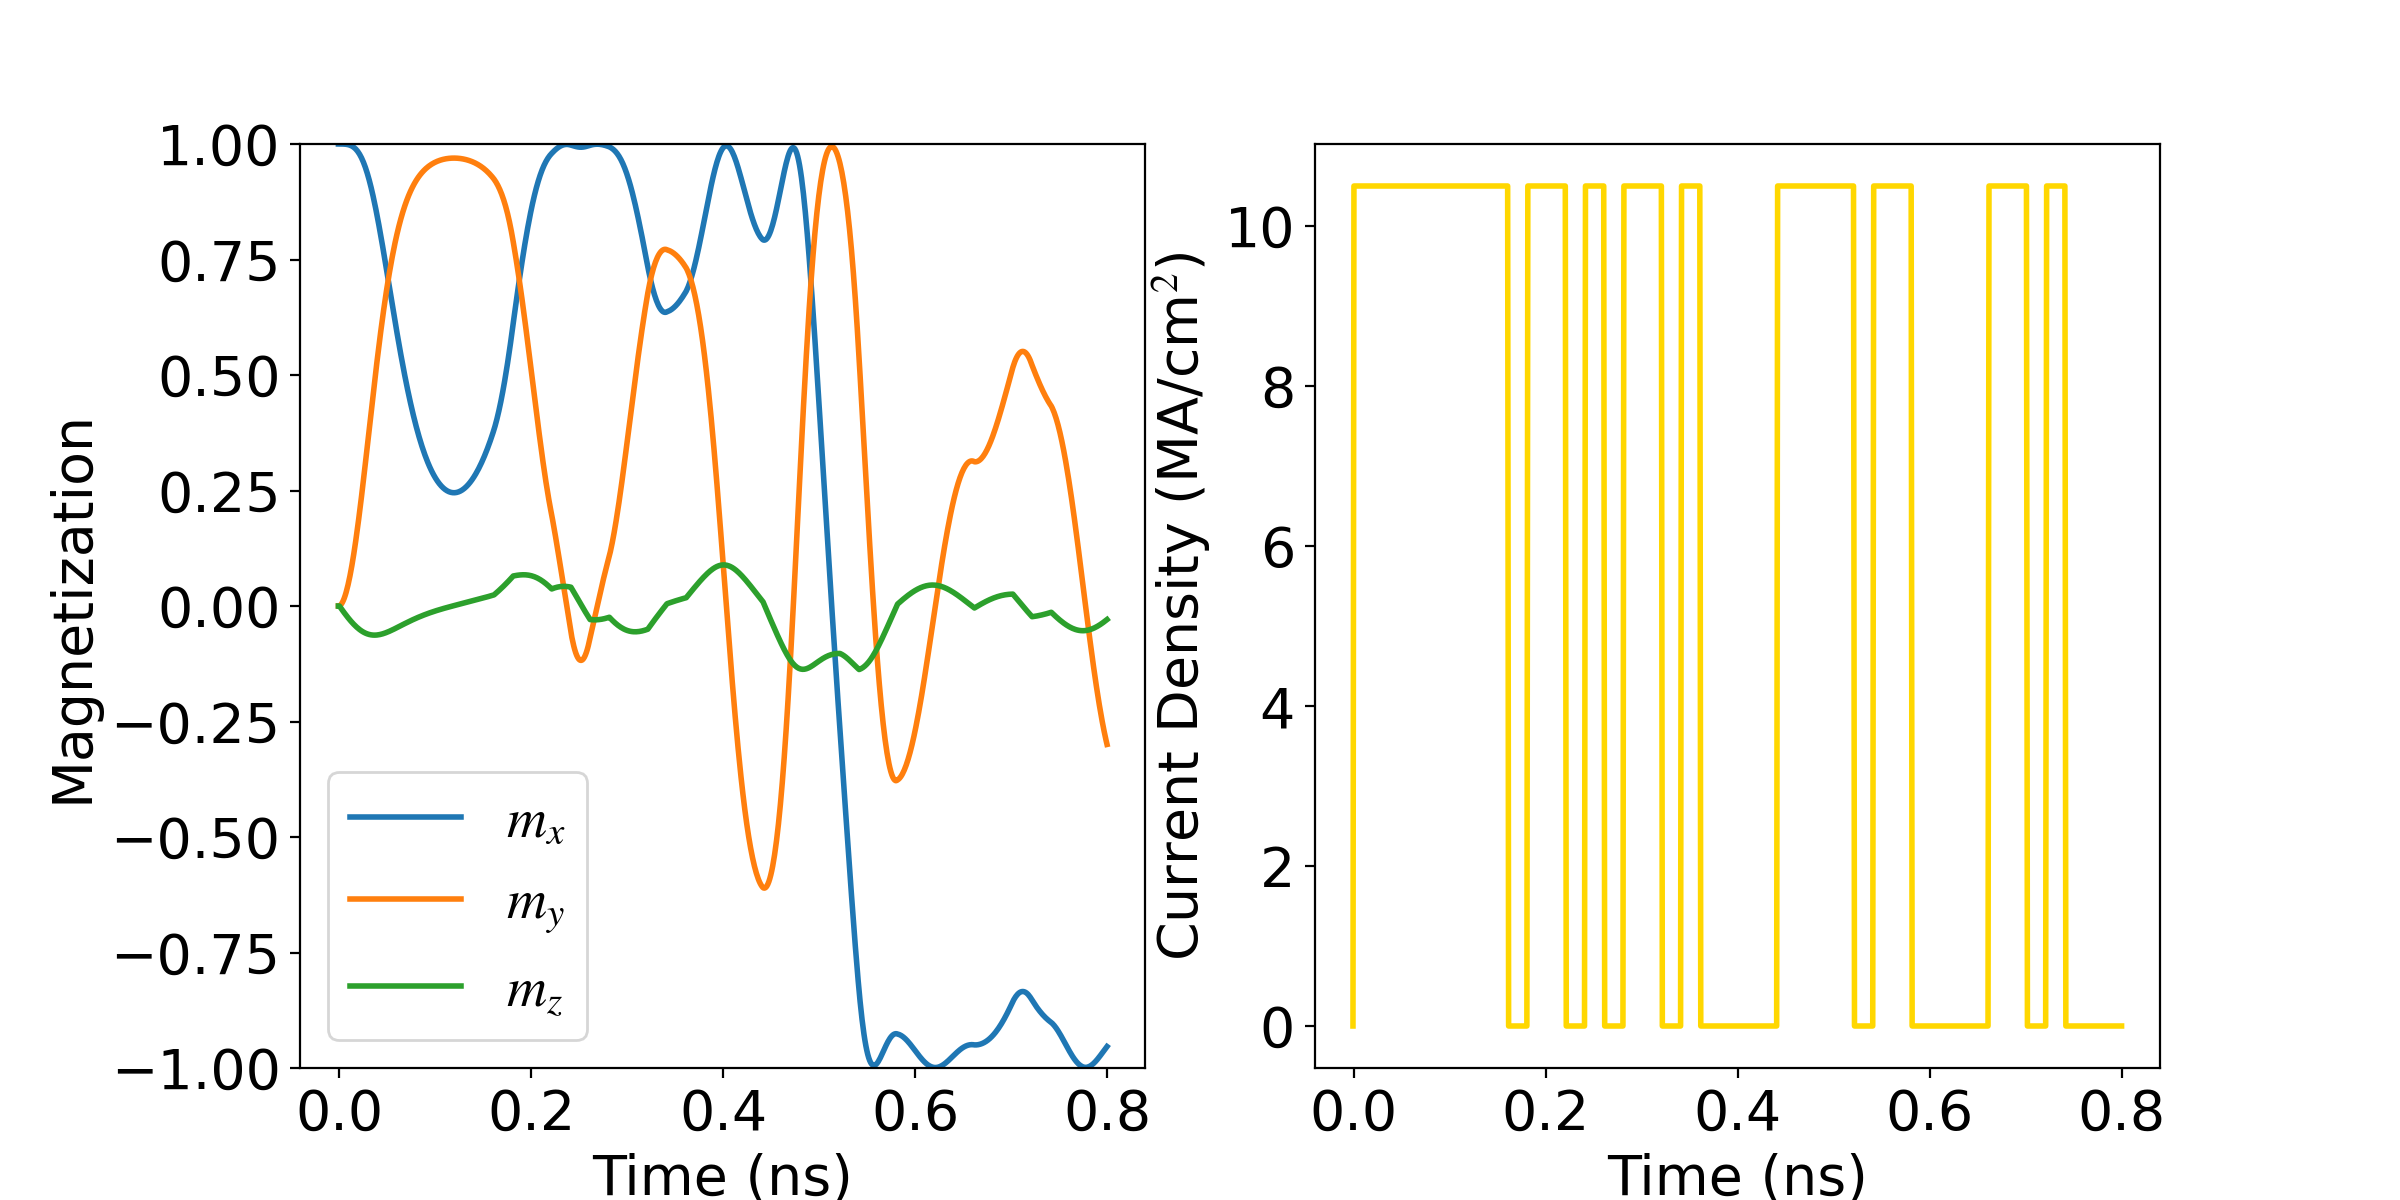 Magnetization
1.00
0.75
0.50
0.25
0.00
−0.25
−0.50
−0.75
−1.00
m_x
m_y
m_z
0.0 0.2 0.4 0.6 0.8
Time (ns)
Current Density (MA/cm²)
10
8
6
4
2
0
0.0 0.2 0.4 0.6 0.8
Time (ns)